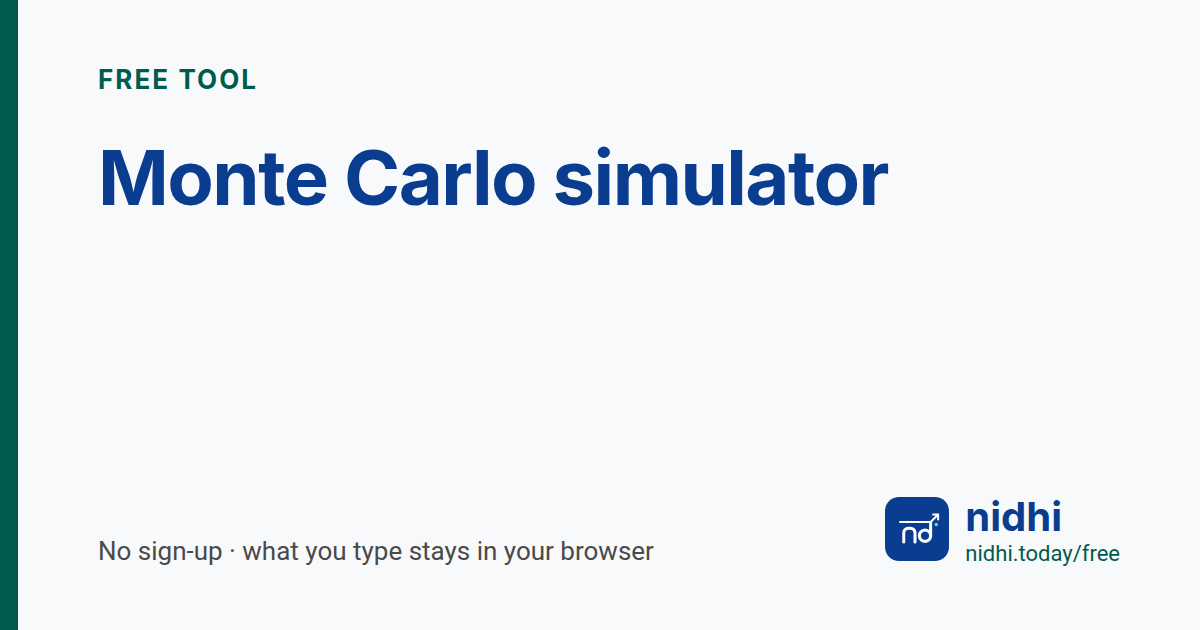 FREE TOOL
Monte Carlo simulator
No sign-up · what you type stays in your browser
nd
nidhi
nidhi.today/free